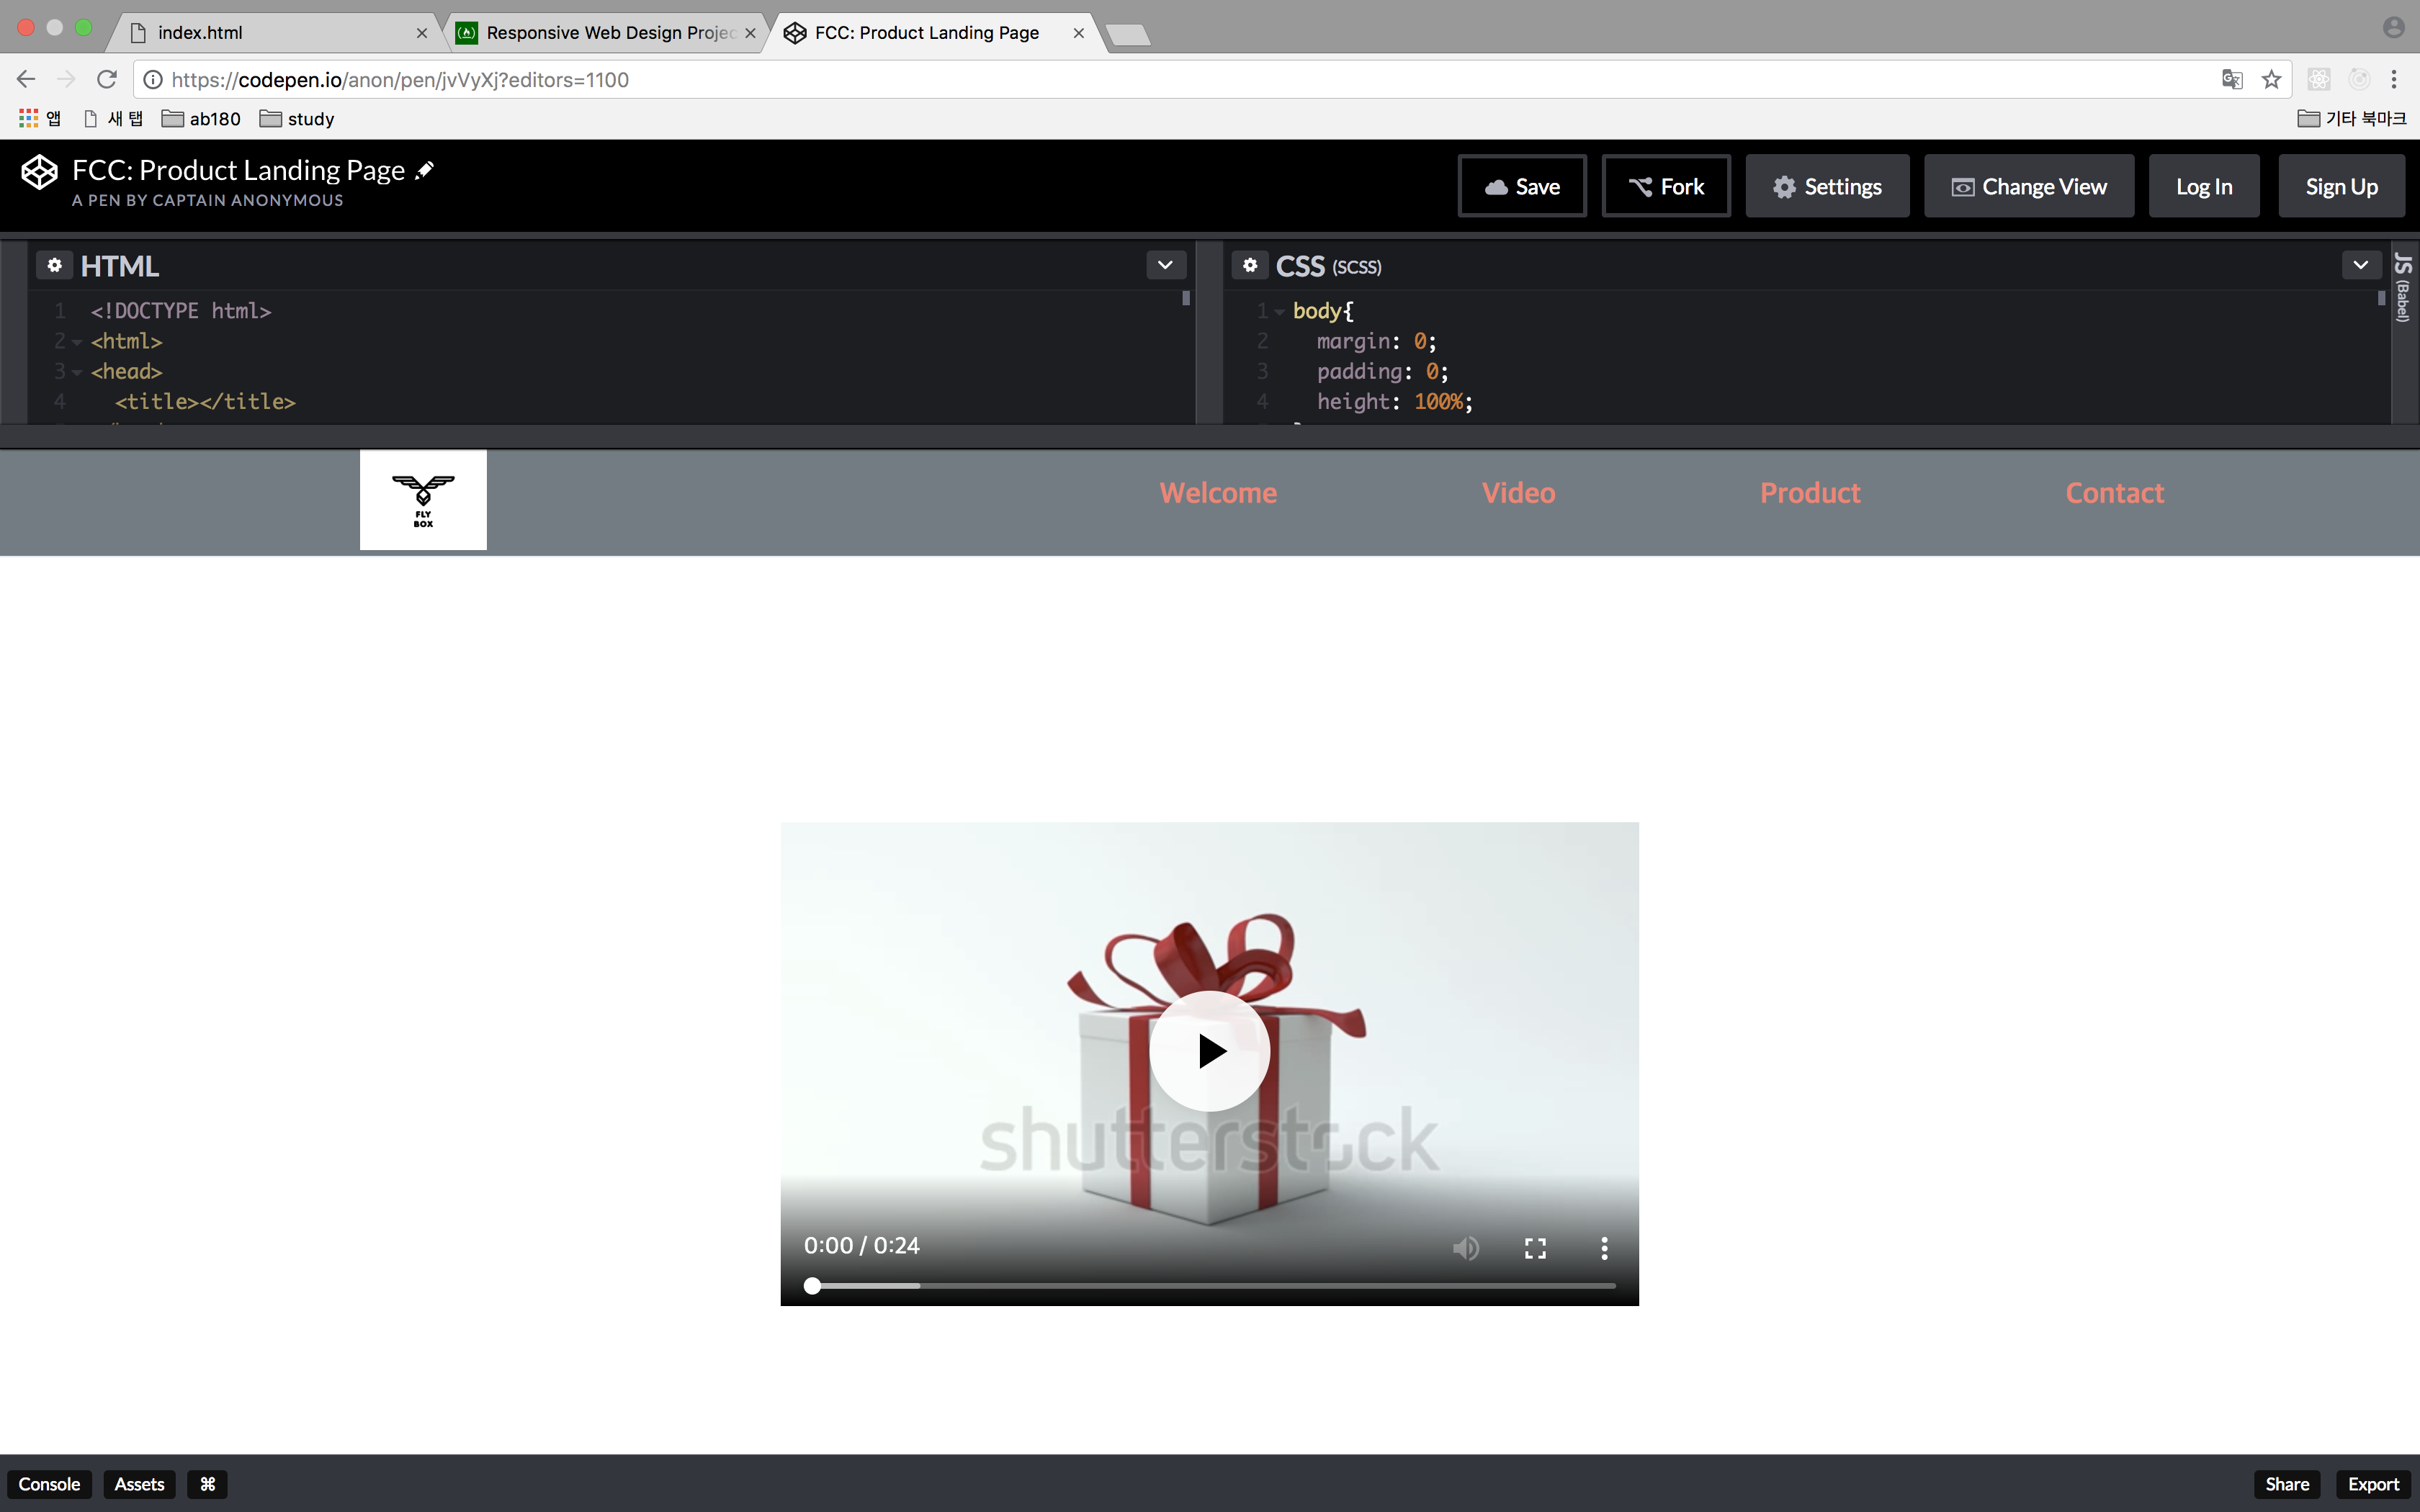 index.html
Responsive Web Design Projec
FCC: Product Landing Page
https://codepen.io/anon/pen/jvVyXj?editors=1100
앱 새 탭 ab180 study 기타 북마크
FCC: Product Landing Page
A PEN BY CAPTAIN ANONYMOUS
Save Fork Settings Change View Log In Sign Up
HTML
1 <!DOCTYPE html>
2 <html>
3 <head>
4 <title></title>
CSS (SCSS)
1 body{
2 margin: 0;
3 padding: 0;
4 height: 100%;
JS (Babel)
FLY
BOX
Welcome Video Product Contact
shutterstock
0:00 / 0:24
Console Assets ⌘ Share Export